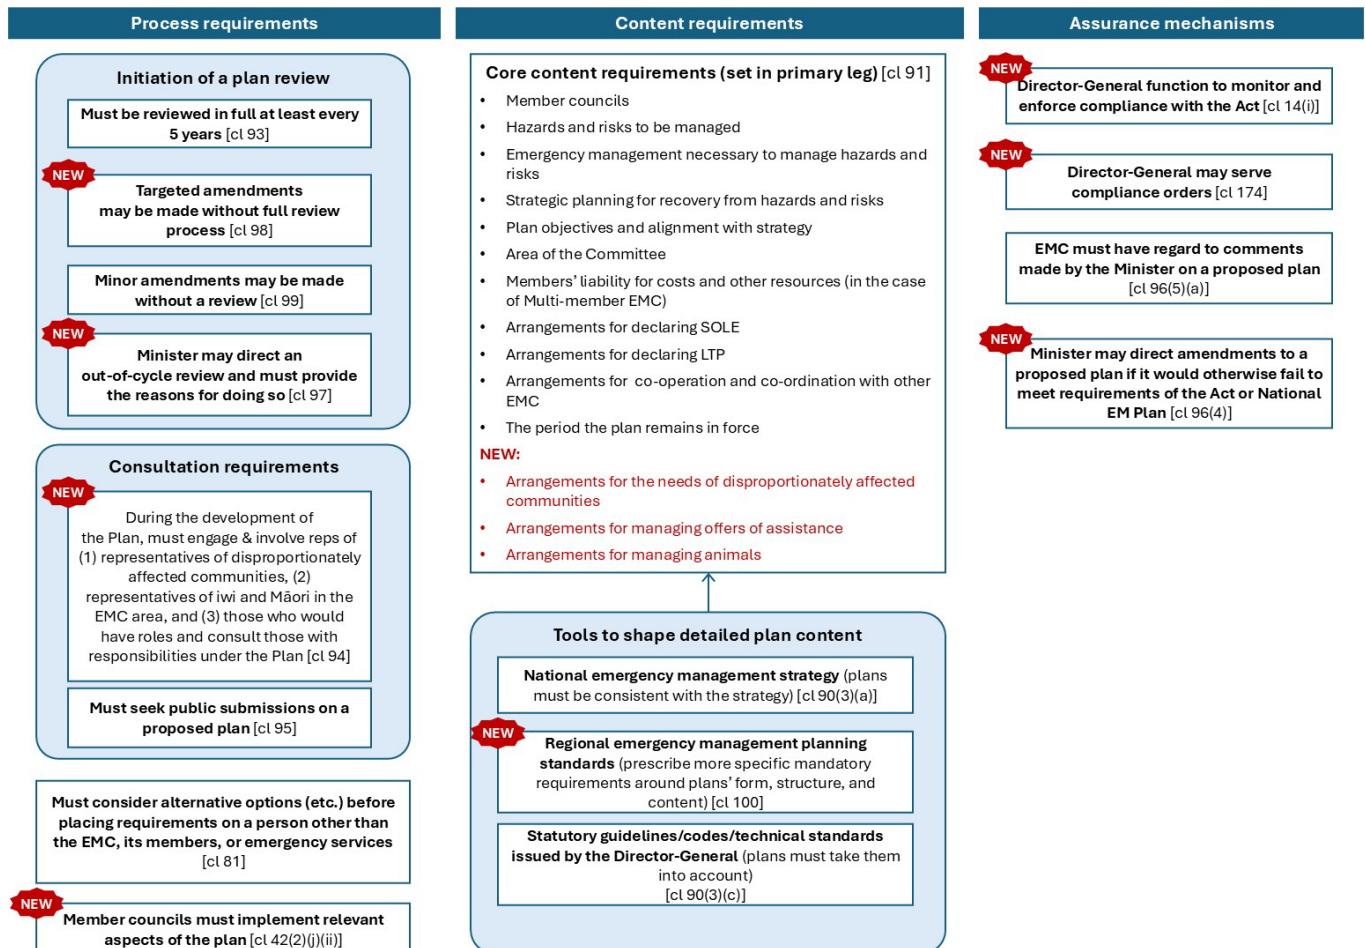 Process requirements
Initiation of a plan review
Must be reviewed in full at least every
5 years [cl 93]
NEW
Targeted amendments
may be made without full review
process [cl 98]
Minor amendments may be made
without a review [cl 99]
NEW
Minister may direct an
out-of-cycle review and must provide
the reasons for doing so [cl 97]
Consultation requirements
NEW
During the development of
the Plan, must engage & involve reps of
(1) representatives of disproportionately
affected communities, (2)
representatives of iwi and Māori in the
EMC area, and (3) those who would
have roles and consult those with
responsibilities under the Plan [cl 94]
Must seek public submissions on a
proposed plan [cl 95]
Must consider alternative options (etc.) before
placing requirements on a person other than
the EMC, its members, or emergency services
[cl 81]
NEW
Member councils must implement relevant
aspects of the plan [cl 42(2)(j)(ii)]
Content requirements
Core content requirements (set in primary leg) [cl 91]
• Member councils
• Hazards and risks to be managed
• Emergency management necessary to manage hazards and
risks
• Strategic planning for recovery from hazards and risks
• Plan objectives and alignment with strategy
• Area of the Committee
• Members' liability for costs and other resources (in the case
of Multi-member EMC)
• Arrangements for declaring SOLE
• Arrangements for declaring LTP
• Arrangements for co-operation and co-ordination with other
EMC
• The period the plan remains in force
NEW:
• Arrangements for the needs of disproportionately affected
communities
• Arrangements for managing offers of assistance
• Arrangements for managing animals
Tools to shape detailed plan content
National emergency management strategy (plans
must be consistent with the strategy) [cl 90(3)(a)]
NEW
Regional emergency management planning
standards (prescribe more specific mandatory
requirements around plans' form, structure, and
content) [cl 100]
Statutory guidelines/codes/technical standards
issued by the Director-General (plans must take them
into account)
[cl 90(3)(c)]
Assurance mechanisms
NEW
Director-General function to monitor and
enforce compliance with the Act [cl 14(i)]
NEW
Director-General may serve
compliance orders [cl 174]
EMC must have regard to comments
made by the Minister on a proposed plan
[cl 96(5)(a)]
NEW
Minister may direct amendments to a
proposed plan if it would otherwise fail to
meet requirements of the Act or National
EM Plan [cl 96(4)]